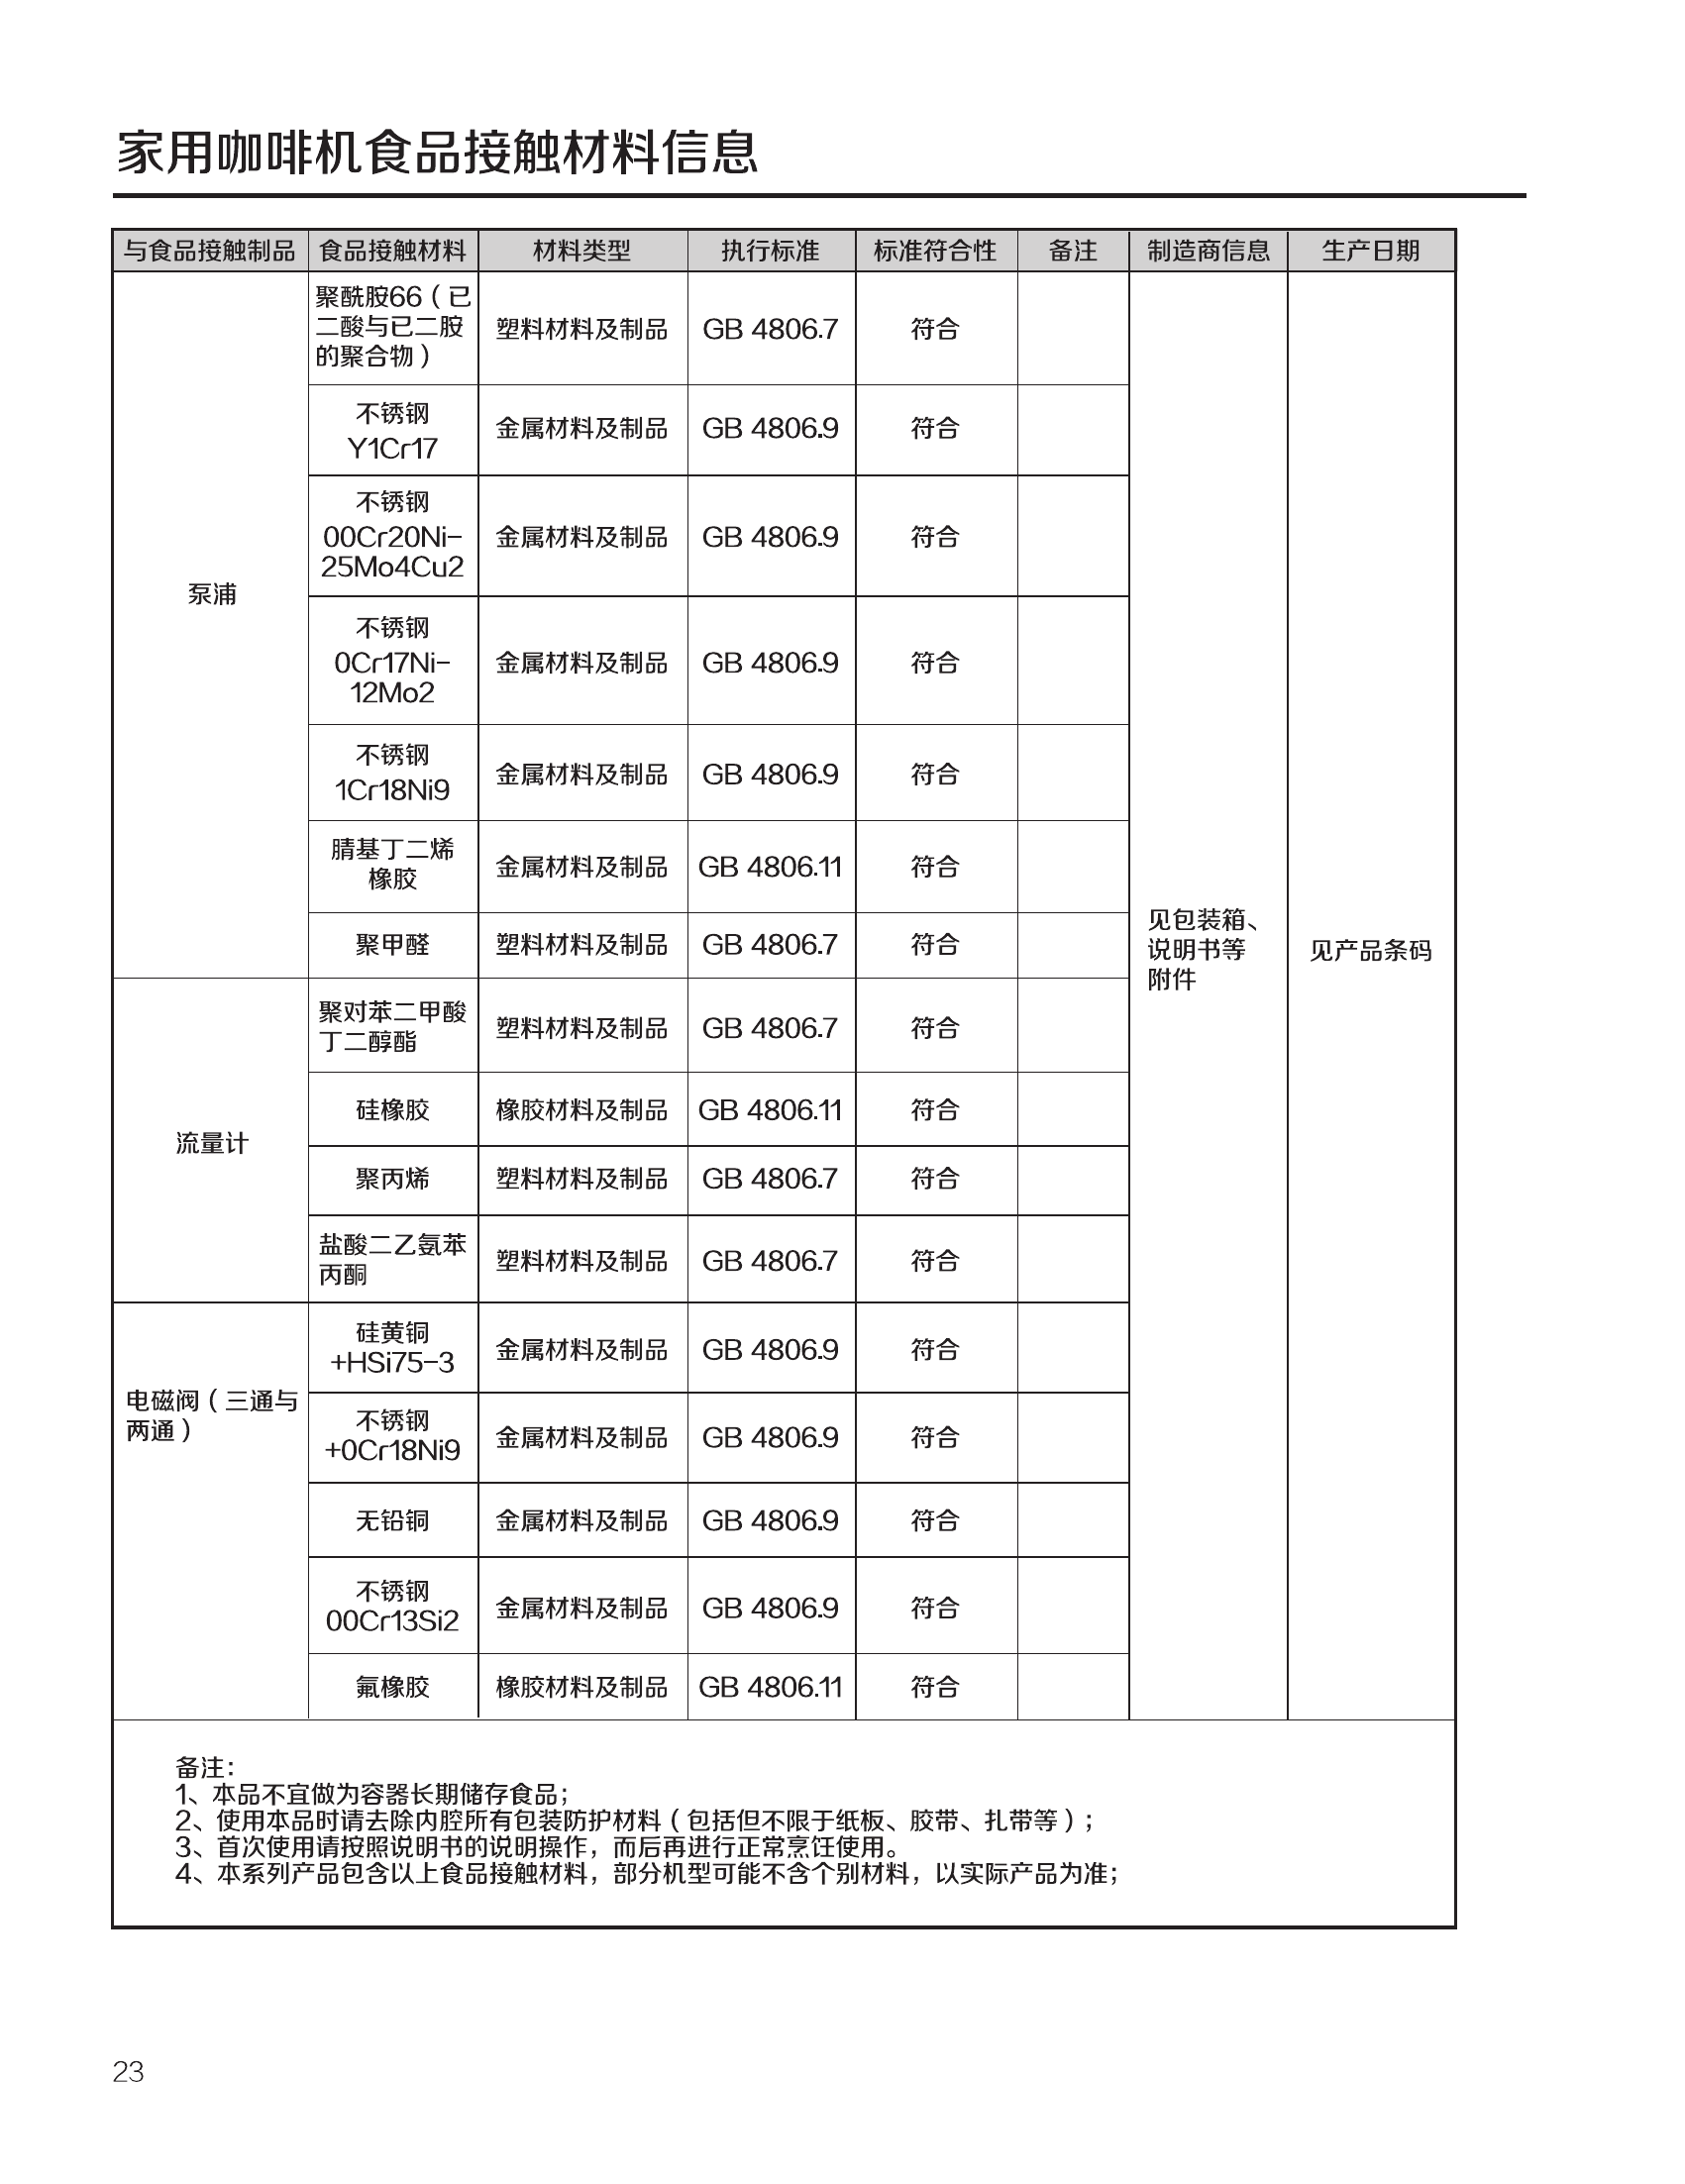 家用咖啡机食品接触材料信息
与食品接触制品 食品接触材料 材料类型 执行标准 标准符合性 备注 制造商信息 生产日期
泵浦
聚酰胺66（已
二酸与已二胺
的聚合物）
塑料材料及制品 GB 4806.7 符合
不锈钢
Y1Cr17
金属材料及制品 GB 4806.9 符合
不锈钢
00Cr20Ni-
25Mo4Cu2
金属材料及制品 GB 4806.9 符合
不锈钢
0Cr17Ni-
12Mo2
金属材料及制品 GB 4806.9 符合
不锈钢
1Cr18Ni9
金属材料及制品 GB 4806.9 符合
腈基丁二烯
橡胶
金属材料及制品 GB 4806.11 符合
聚甲醛 塑料材料及制品 GB 4806.7 符合
流量计
聚对苯二甲酸
丁二醇酯
塑料材料及制品 GB 4806.7 符合
硅橡胶 橡胶材料及制品 GB 4806.11 符合
聚丙烯 塑料材料及制品 GB 4806.7 符合
盐酸二乙氨苯
丙酮
塑料材料及制品 GB 4806.7 符合
电磁阀（三通与
两通）
硅黄铜
+HSi75-3
金属材料及制品 GB 4806.9 符合
不锈钢
+0Cr18Ni9
金属材料及制品 GB 4806.9 符合
无铅铜 金属材料及制品 GB 4806.9 符合
不锈钢
00Cr13Si2
金属材料及制品 GB 4806.9 符合
氟橡胶 橡胶材料及制品 GB 4806.11 符合
见包装箱、
说明书等
附件
见产品条码
备注：
1、本品不宜做为容器长期储存食品；
2、使用本品时请去除内腔所有包装防护材料（包括但不限于纸板、胶带、扎带等）；
3、首次使用请按照说明书的说明操作，而后再进行正常烹饪使用。
4、本系列产品包含以上食品接触材料，部分机型可能不含个别材料，以实际产品为准；
23